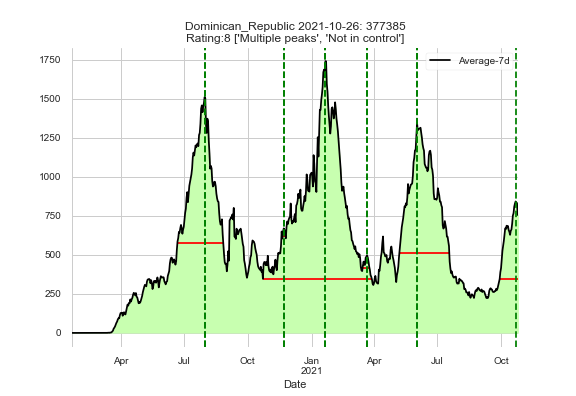 Dominican_Republic 2021-10-26: 377385
Rating:8 ['Multiple peaks', 'Not in control']
Average-7d
1750
1500
1250
1000
750
500
250
0
Apr Jul Oct Jan Apr Jul Oct
2021
Date